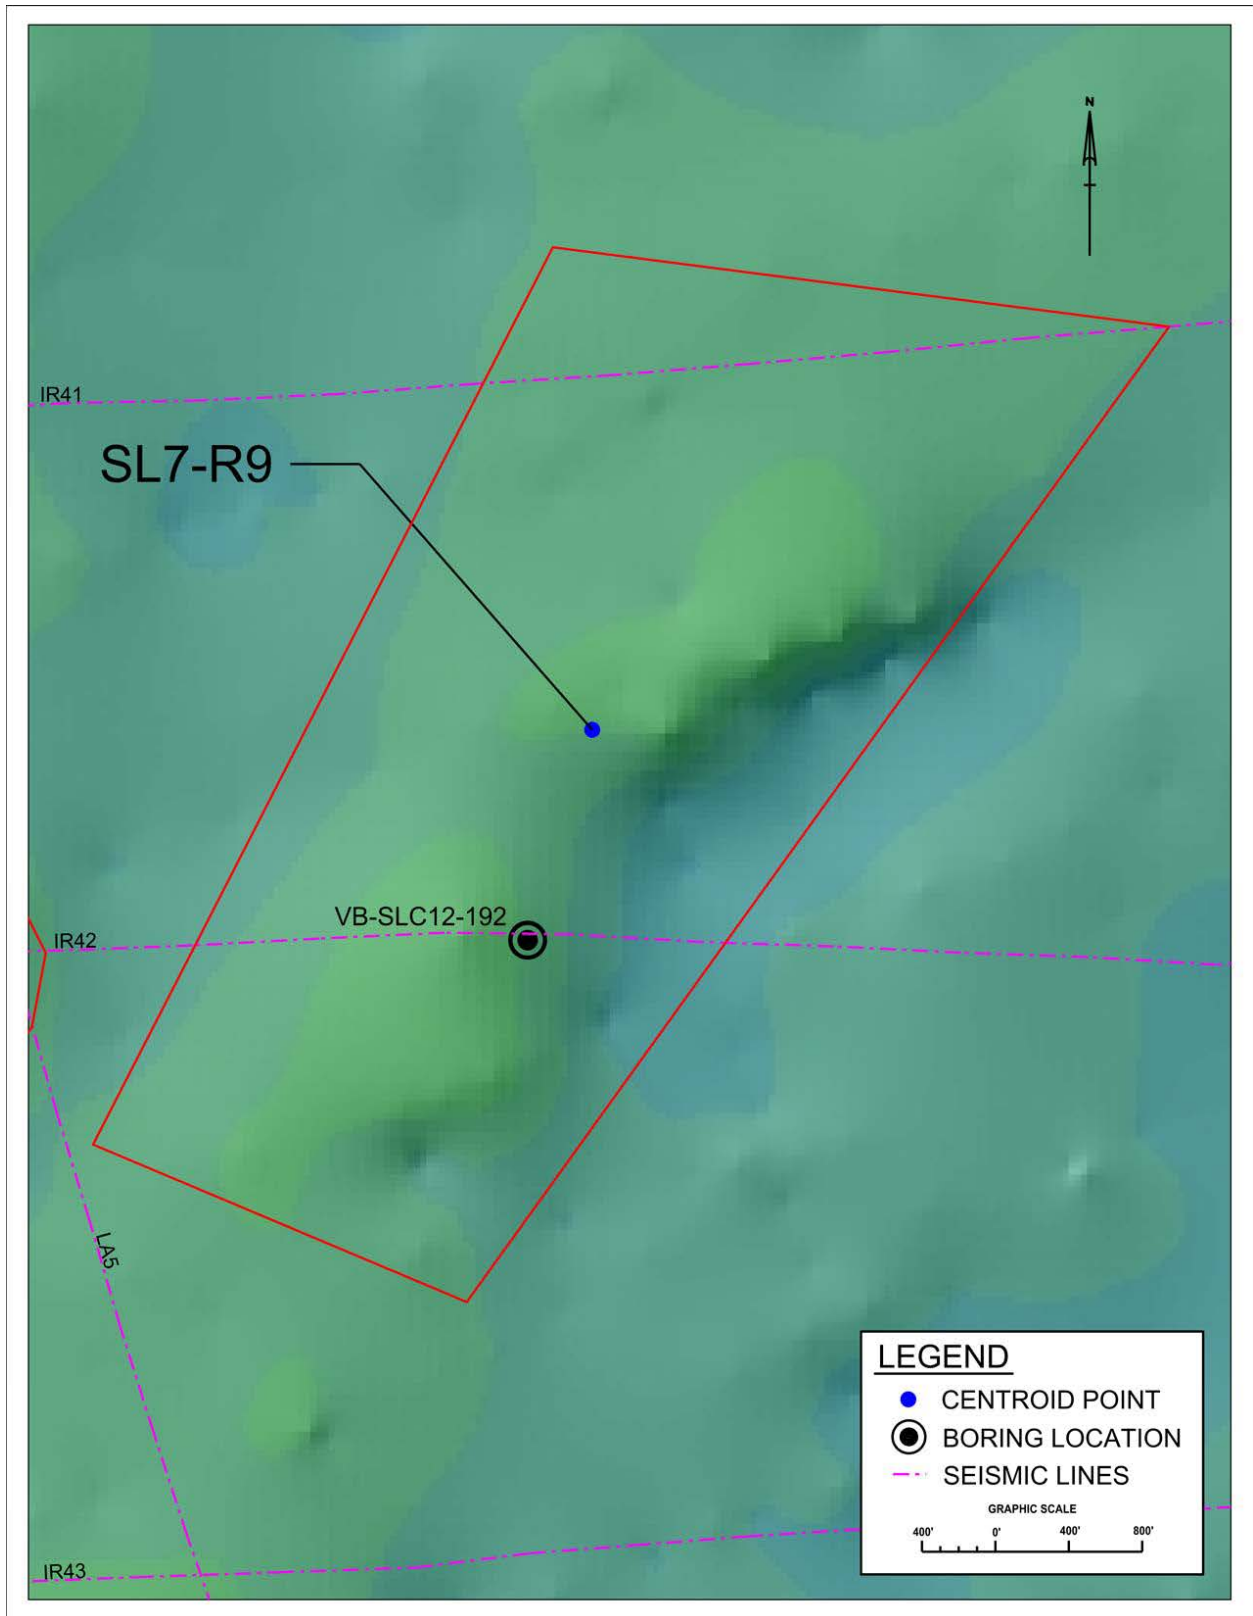 N
IR41
SL7-R9
VB-SLC12-192
IR42
LA5
LEGEND
CENTROID POINT
BORING LOCATION
SEISMIC LINES
GRAPHIC SCALE
400' 0' 400' 800'
IR43